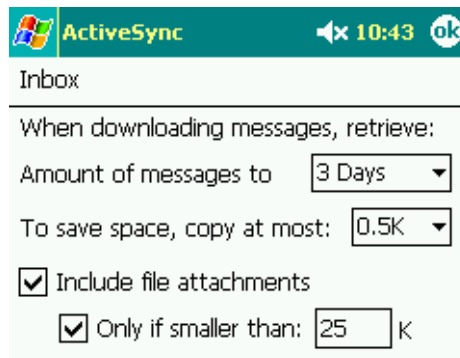 ActiveSync 10:43 ok
Inbox
When downloading messages, retrieve:
Amount of messages to 3 Days
To save space, copy at most: 0.5K
Include file attachments
Only if smaller than: 25 K